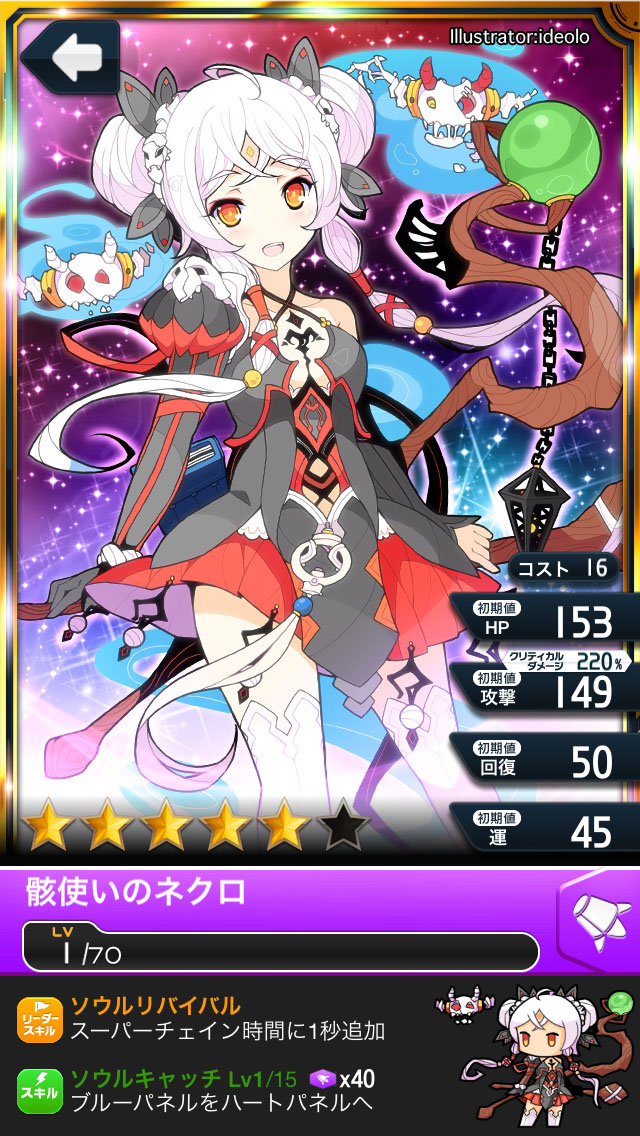 Illustrator:ideolo
コスト 16
初期値
HP 153
クリティカル
ダメージ 220%
初期値
攻撃 149
初期値
回復 50
初期値
運 45
骸使いのネクロ
LV
1/70
リーダー
スキル
ソウルリバイバル
スーパーチェイン時間に1秒追加
スキル
ソウルキャッチ Lv1/15 x40
ブルーパネルをハートパネルへ